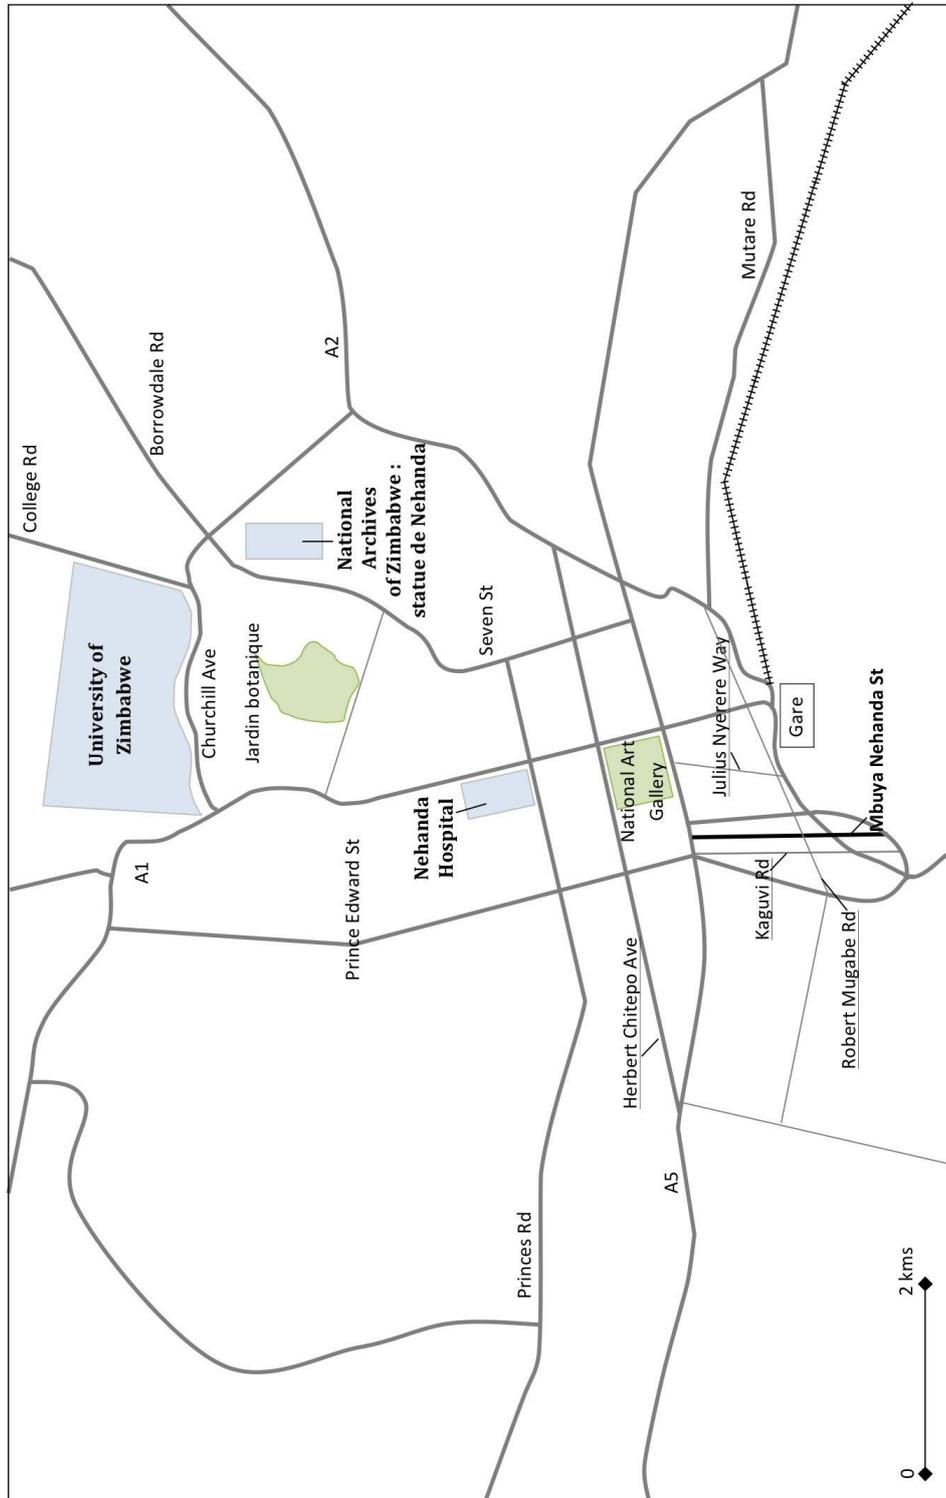 College Rd
Borrowdale Rd
A2
Mutare Rd
University of
Zimbabwe
Churchill Ave
Jardin botanique
National
Archives
of Zimbabwe :
statue de Nehanda
Seven St
A1
Prince Edward St
Nehanda
Hospital
National Art
Gallery
Julius Nyerere Way
Gare
Mbuya Nehanda St
Kaguvi Rd
Robert Mugabe Rd
Herbert Chitepo Ave
A5
Princes Rd
0
2 kms